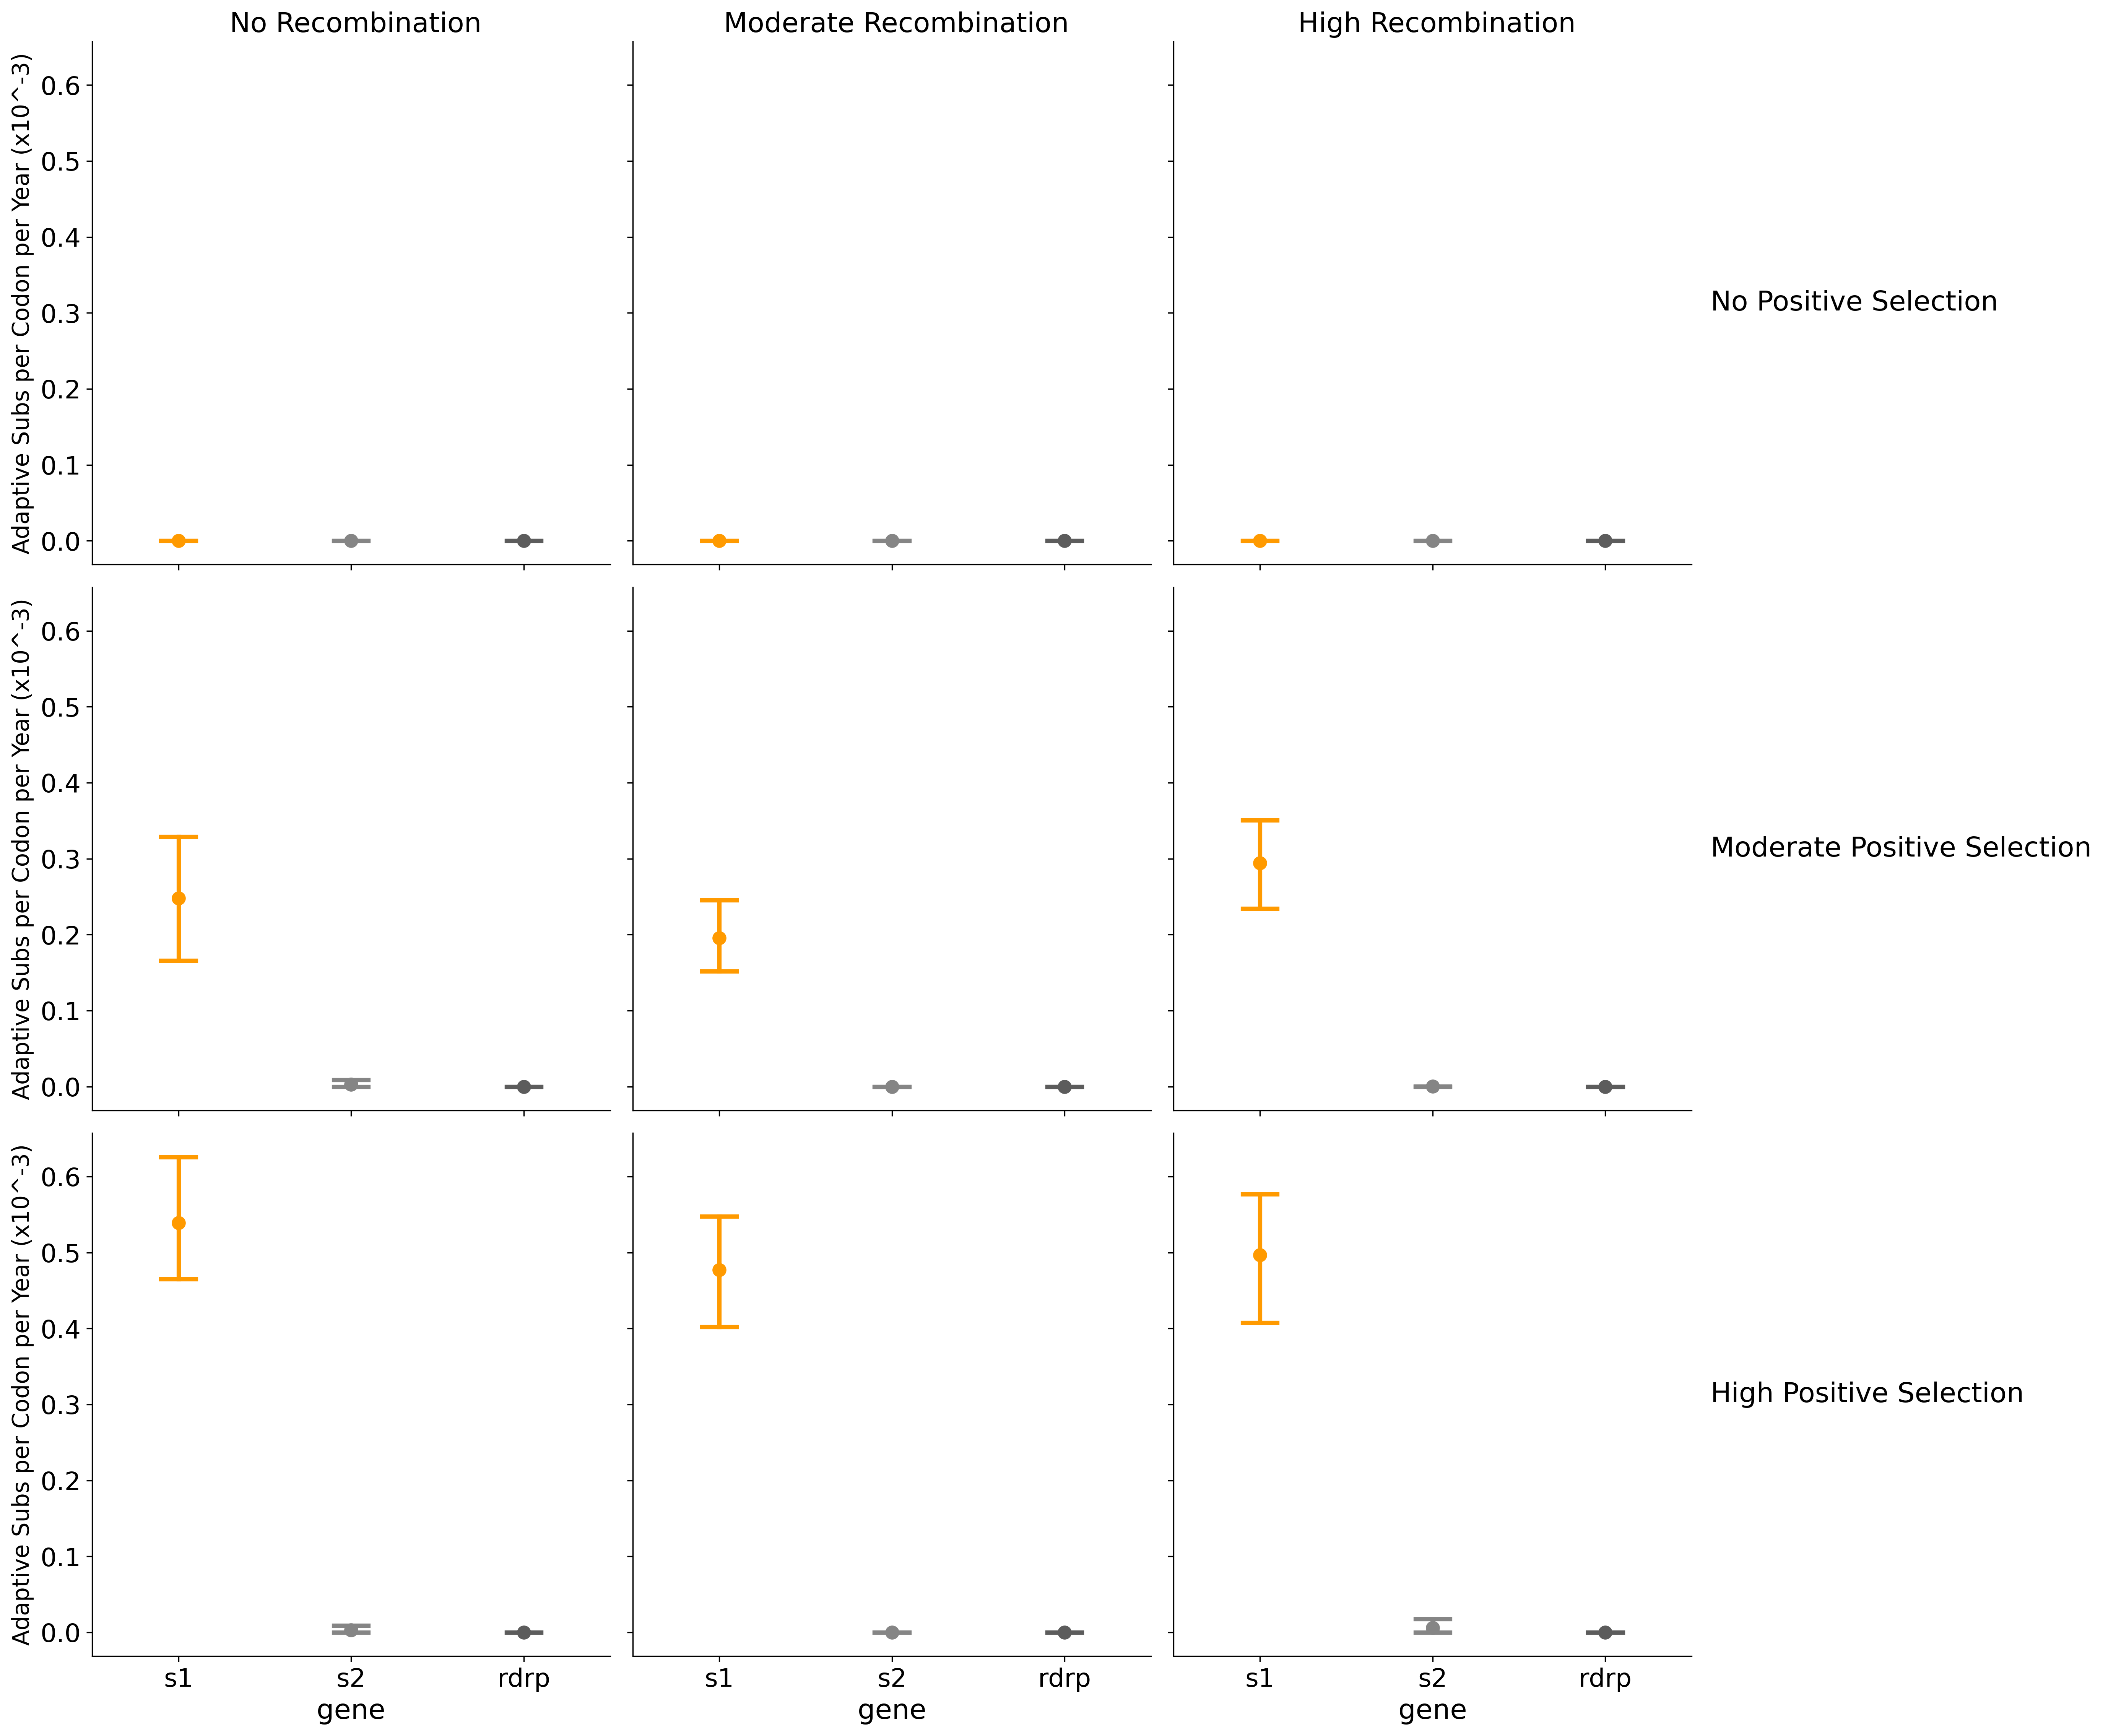 No Recombination
Moderate Recombination
High Recombination
Adaptive Subs per Codon per Year (x10^-3)
0.6
0.5
0.4
0.3
0.2
0.1
0.0
No Positive Selection
Adaptive Subs per Codon per Year (x10^-3)
0.6
0.5
0.4
0.3
0.2
0.1
0.0
Moderate Positive Selection
Adaptive Subs per Codon per Year (x10^-3)
0.6
0.5
0.4
0.3
0.2
0.1
0.0
High Positive Selection
s1 s2 rdrp
gene
s1 s2 rdrp
gene
s1 s2 rdrp
gene